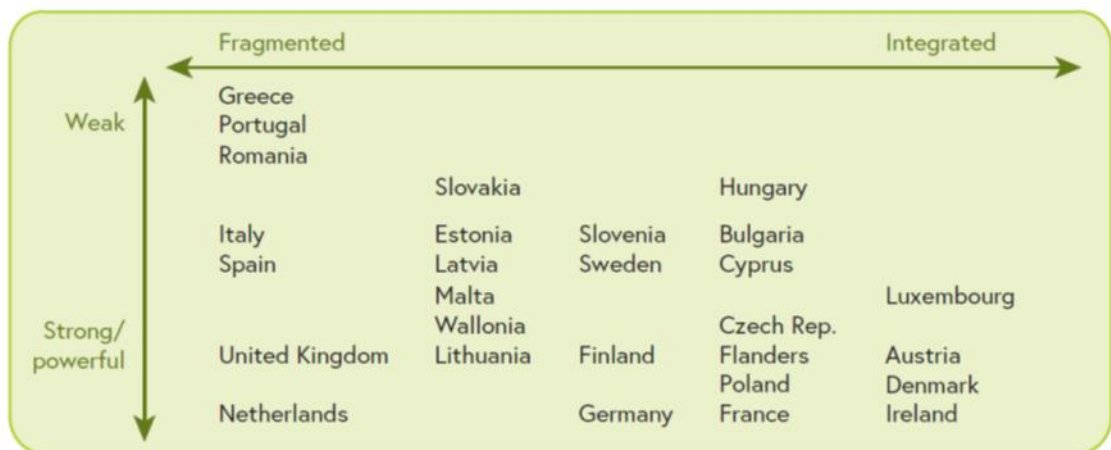 Fragmented Integrated
Greece
Weak Portugal
Romania
Slovakia Hungary
Italy Estonia Slovenia Bulgaria
Spain Latvia Sweden Cyprus
Malta Luxembourg
Strong/ Wallonia Czech Rep.
powerful United Kingdom Lithuania Finland Flanders Austria
Poland Denmark
Netherlands Germany France Ireland